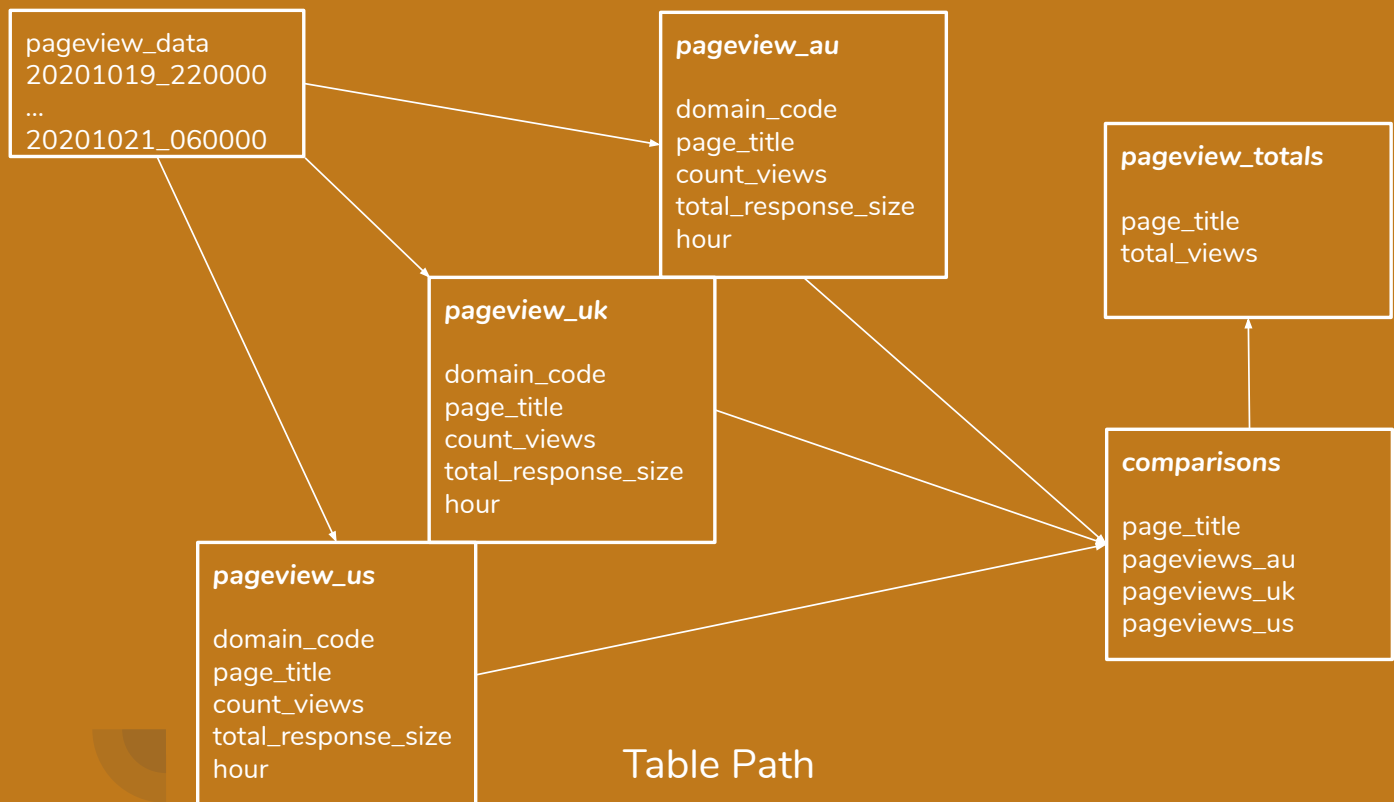 pageview_data
20201019_220000
...
20201021_060000
pageview_au
domain_code
page_title
count_views
total_response_size
hour
pageview_uk
domain_code
page_title
count_views
total_response_size
hour
pageview_us
domain_code
page_title
count_views
total_response_size
hour
pageview_totals
page_title
total_views
comparisons
page_title
pageviews_au
pageviews_uk
pageviews_us
Table Path